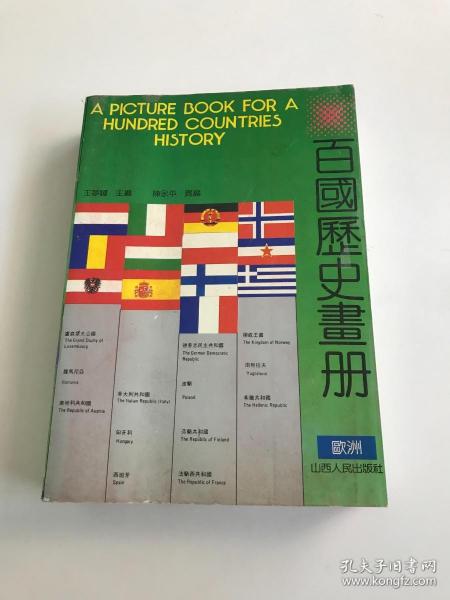 A PICTURE BOOK FOR A
HUNDRED COUNTRIES
HISTORY
百國歷史畫册
主編
盧森堡大公國
The Grand Duchy of
Luxembourg
羅馬尼亞
Romania
奧地利共和國
The Republic of Austria
意大利共和國
The Italian Republic (Italy)
匈牙利
Hungary
西班牙
Spain
德意志民主共和國
The German Democratic
Republic
波蘭
Poland
芬蘭共和國
The Republic of Finland
法蘭西共和國
The Republic of France
挪威王國
The Kingdom of Norway
南斯拉夫
Yugoslavia
希臘共和國
The Hellenic Republic
歐洲
山西人民出版社
孔夫子旧书网
www.kongfz.com